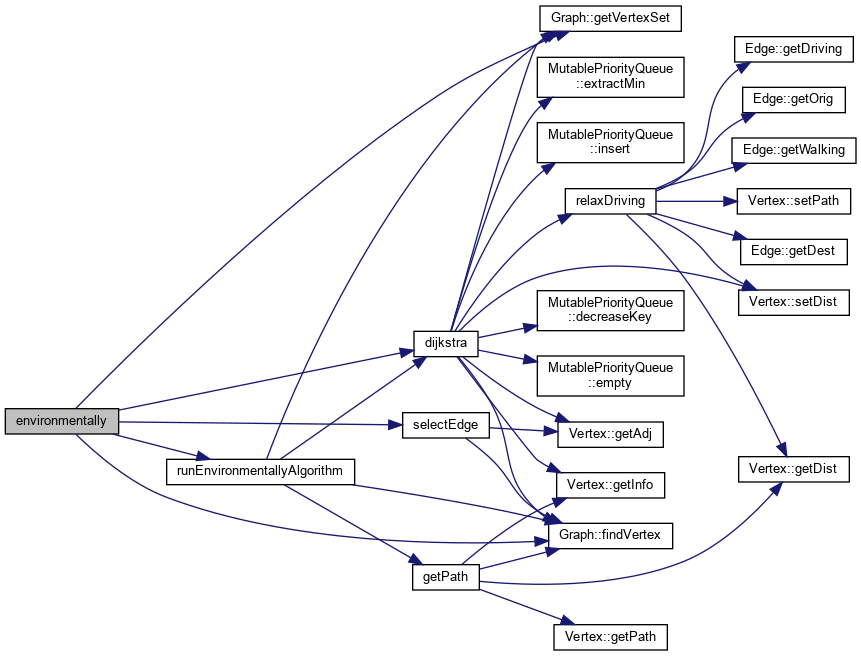 Graph::getVertexSet
Edge::getDriving
MutablePriorityQueue
::extractMin
Edge::getOrig
MutablePriorityQueue
::insert
Edge::getWalking
relaxDriving
Vertex::setPath
Edge::getDest
Vertex::setDist
MutablePriorityQueue
::decreaseKey
dijkstra
MutablePriorityQueue
::empty
environmentally
selectEdge
Vertex::getAdj
runEnvironmentallyAlgorithm
Vertex::getDist
Vertex::getInfo
Graph::findVertex
getPath
Vertex::getPath